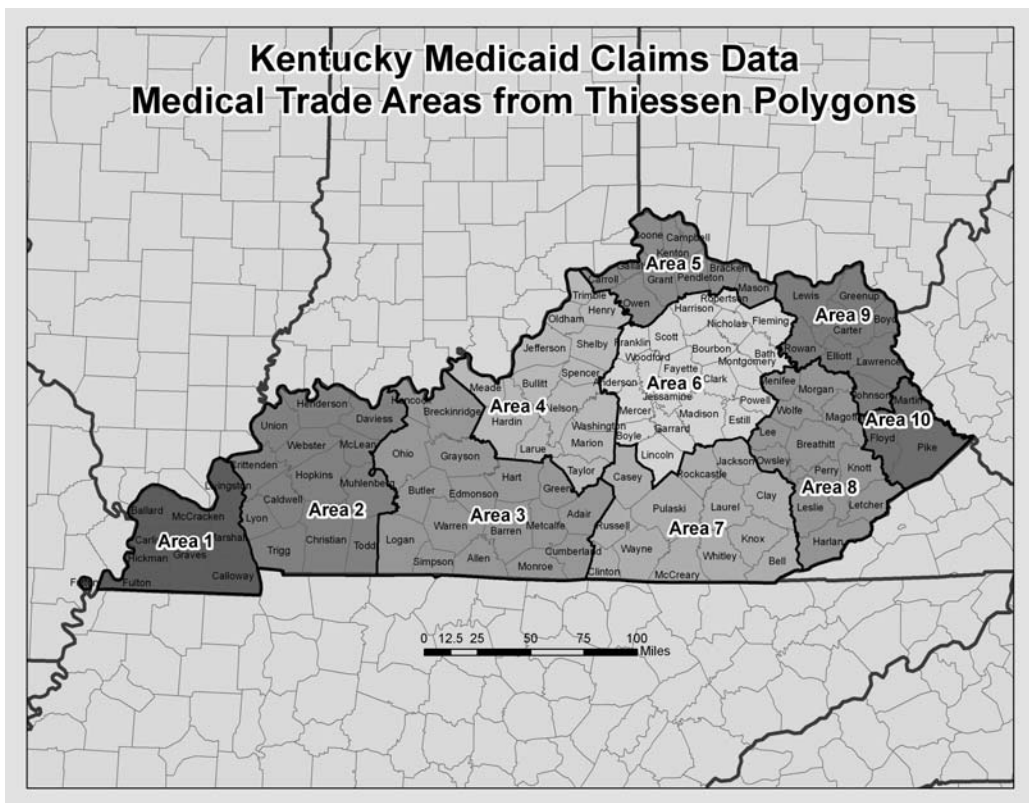 Kentucky Medicaid Claims Data
Medical Trade Areas from Thiessen Polygons
Boone Campbell
Kenton
Area 5
Carroll Grant Pendleton Bracken
Mason
Owen
Robertson
Trimble
Henry
Harrison
Lewis Greenup
Area 9
Boyd
Carter
Nicholas Fleming
Oldham
Scott
Jefferson Shelby Franklin
Bourbon
Bath
Rowan Elliott
Woodford
Montgomery
Lawrence
Fayette
Spencer
Meade Bullitt
Anderson Area 6 Clark
Menifee
Morgan
Johnson Martin
Jessamine
Powell
Hancock
Breckinridge
Area 4 Nelson
Mercer
Madison
Wolfe
Area 10
Henderson
Daviess
Hardin
Washington
Boyle Garrard
Estill
Floyd
Union
Lee
Breathitt
Pike
Webster McLean
Ohio Grayson
Larue Marion
Lincoln
Owsley
Jackson
Perry Knott
Taylor
Casey
Rockcastle
Area 8
Crittenden
Hopkins
Hart
Livingston
Muhlenberg
Butler Edmonson
Green
Clay
Leslie
Letcher
Caldwell
Ballard McCracken
Lyon
Area 2
Area 3
Adair
Pulaski Laurel
Area 7
Warren Barren Metcalfe
Russell
Knox
Harlan
Area 1
Marshall
Christian Todd
Logan
Hickman Graves
Trigg
Cumberland
Wayne
Whitley
Bell
Simpson Allen Monroe
Fulton Calloway
Clinton
McCreary
0 12.5 25 50 75 100
Miles